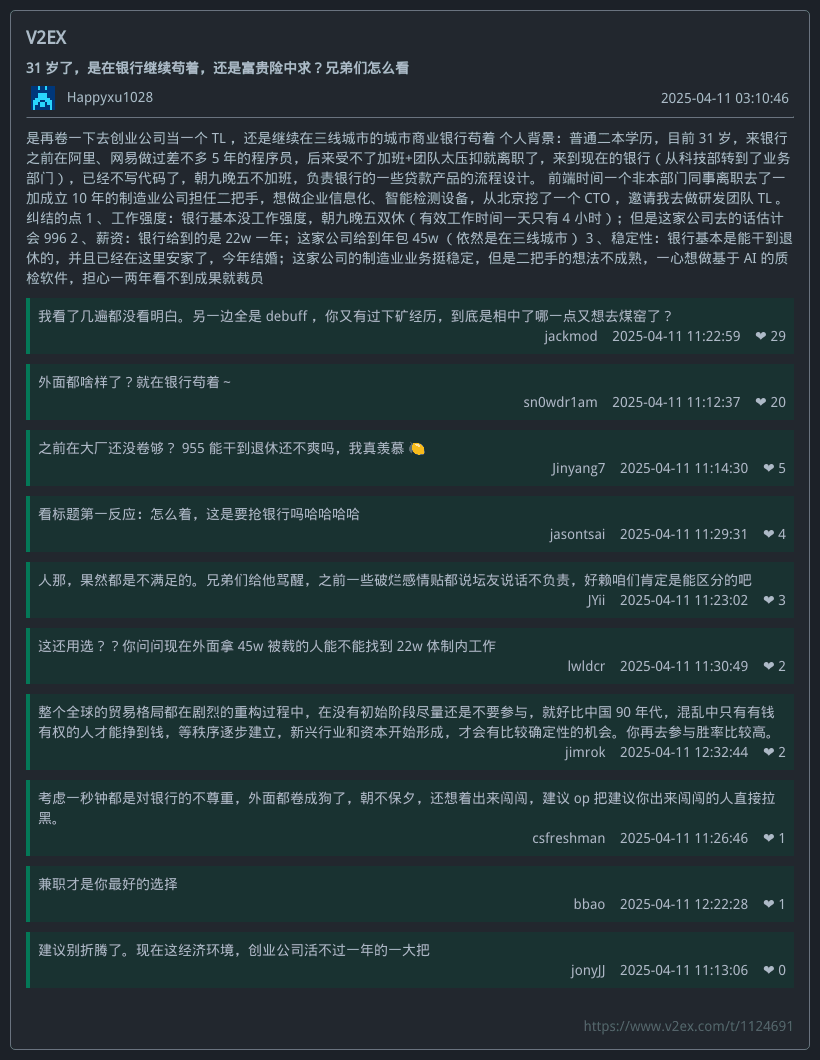 V2EX
31 岁了，是在银行继续苟着，还是富贵险中求？兄弟们怎么看
Happyxu1028
2025-04-11 03:10:46
是再卷一下去创业公司当一个 TL ，还是继续在三线城市的城市商业银行苟着 个人背景：普通二本学历，目前 31 岁，来银行
之前在阿里、网易做过差不多 5 年的程序员，后来受不了加班+团队太压抑就离职了，来到现在的银行（ 从科技部转到了业务
部门 ），已经不写代码了，朝九晚五不加班，负责银行的一些贷款产品的流程设计。 前端时间一个非本部门同事离职去了一
加成立 10 年的制造业公司担任二把手，想做企业信息化、智能检测设备，从北京挖了一个 CTO ，邀请我去做研发团队 TL 。
纠结的点 1 、工作强度：银行基本没工作强度，朝九晚五双休（ 有效工作时间一天只有 4 小时 ）；但是这家公司去的话估计
会 996 2 、薪资：银行给到的是 22w 一年；这家公司给到年包 45w （ 依然是在三线城市 ） 3 、稳定性：银行基本是能干到退
休的，并且已经在这里安家了，今年结婚；这家公司的制造业业务挺稳定，但是二把手的想法不成熟，一心想做基于 AI 的质
检软件，担心一两年看不到成果就裁员
我看了几遍都没看明白。另一边全是 debuff ，你又有过下矿经历，到底是相中了哪一点又想去煤窑了？
jackmod 2025-04-11 11:22:59 ❤ 29
外面都啥样了？就在银行苟着 ~
sn0wdr1am 2025-04-11 11:12:37 ❤ 20
之前在大厂还没卷够？ 955 能干到退休还不爽吗，我真羡慕 🍋
Jinyang7 2025-04-11 11:14:30 ❤ 5
看标题第一反应：怎么着，这是要抢银行吗哈哈哈哈
jasontsai 2025-04-11 11:29:31 ❤ 4
人那，果然都是不满足的。兄弟们给他骂醒，之前一些破烂感情贴都说坛友说话不负责，好赖咱们肯定是能区分的吧
JYii 2025-04-11 11:23:02 ❤ 3
这还用选？？你问问现在外面拿 45w 被裁的人能不能找到 22w 体制内工作
lwldcr 2025-04-11 11:30:49 ❤ 2
整个全球的贸易格局都在剧烈的重构过程中，在没有初始阶段尽量还是不要参与，就好比中国 90 年代，混乱中只有有钱
有权的人才能挣到钱，等秩序逐步建立，新兴行业和资本开始形成，才会有比较确定性的机会。你再去参与胜率比较高。
jimrok 2025-04-11 12:32:44 ❤ 2
考虑一秒钟都是对银行的不尊重，外面都卷成狗了，朝不保夕，还想着出来闯闯，建议 op 把建议你出来闯闯的人直接拉
黑。
csfreshman 2025-04-11 11:26:46 ❤ 1
兼职才是你最好的选择
bbao 2025-04-11 12:22:28 ❤ 1
建议别折腾了。现在这经济环境，创业公司活不过一年的一大把
jonyJJ 2025-04-11 11:13:06 ❤ 0
https://www.v2ex.com/t/1124691